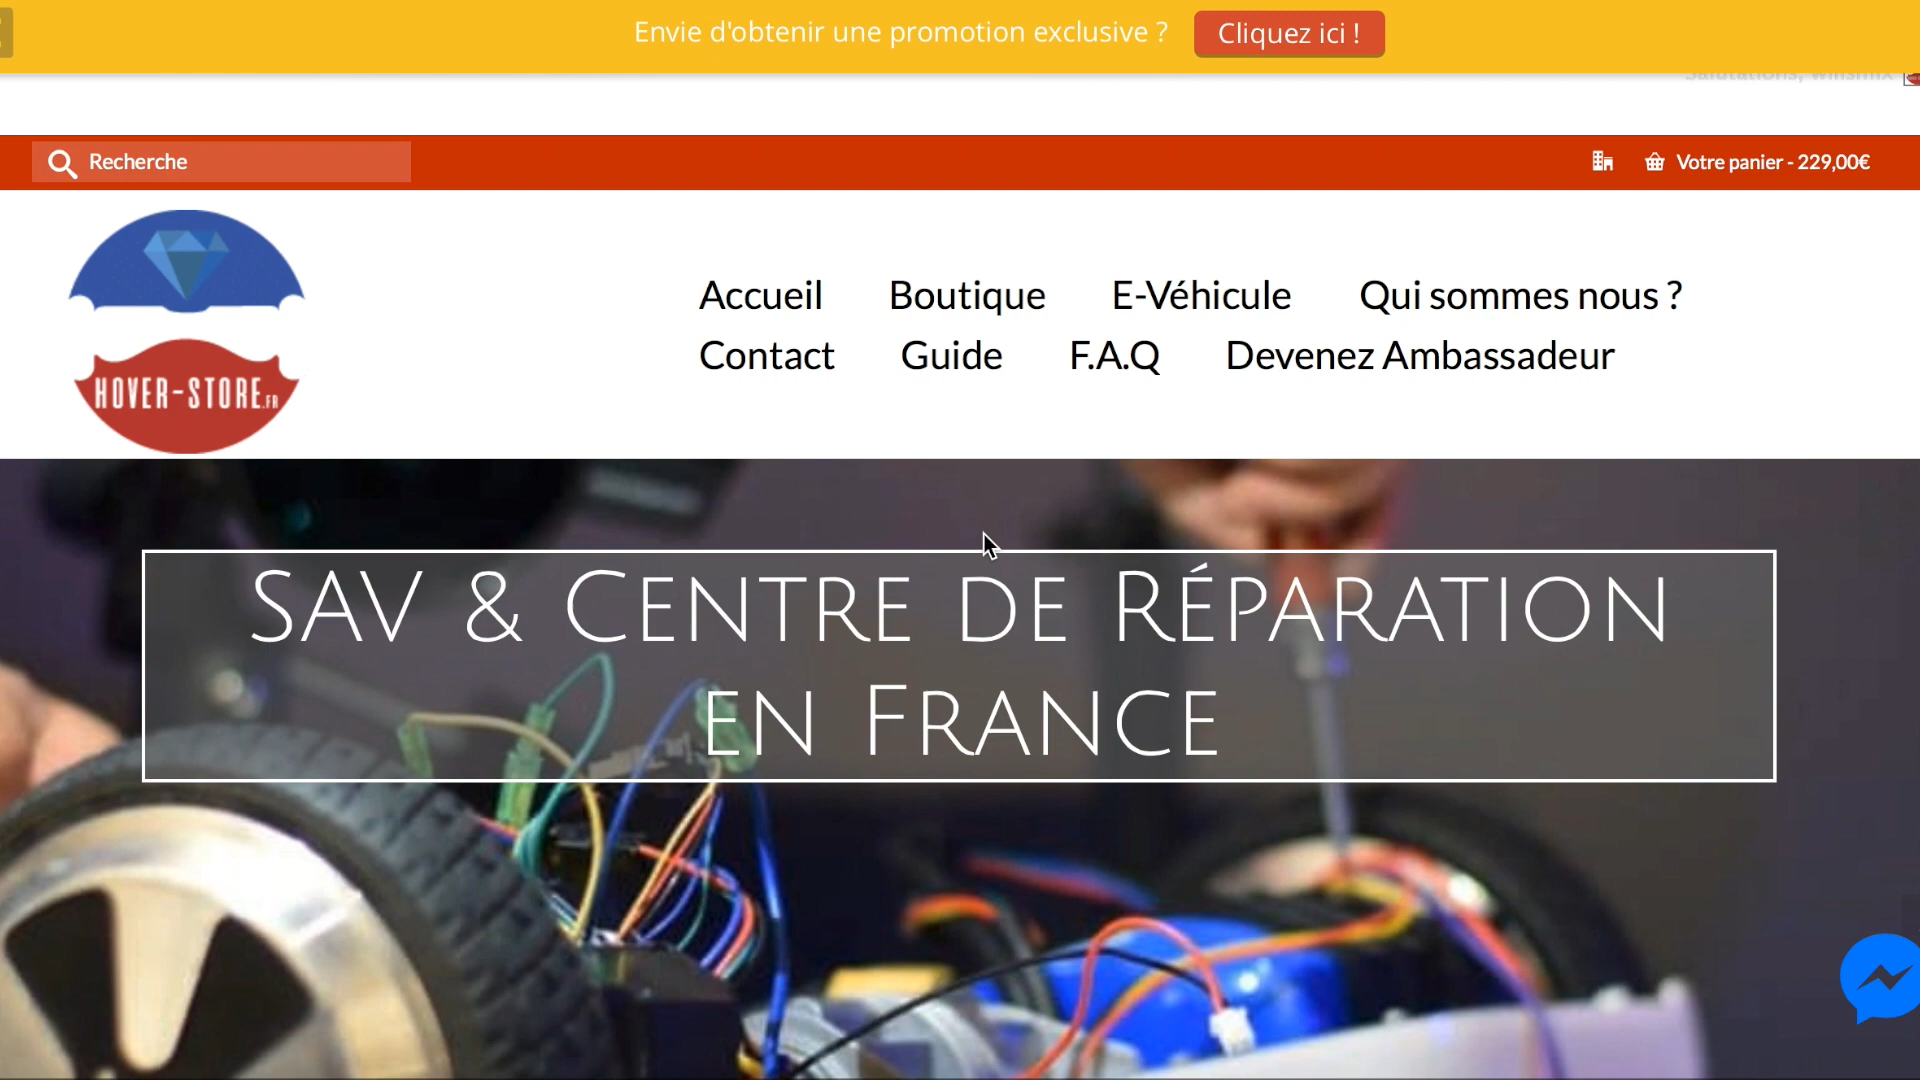 Envie d'obtenir une promotion exclusive ? Cliquez ici !
Recherche
Votre panier - 229,00€
HOVER-STORE.FR
Accueil Boutique E-Véhicule Qui sommes nous ?
Contact Guide F.A.Q Devenez Ambassadeur
SAV & Centre de Réparation
en France